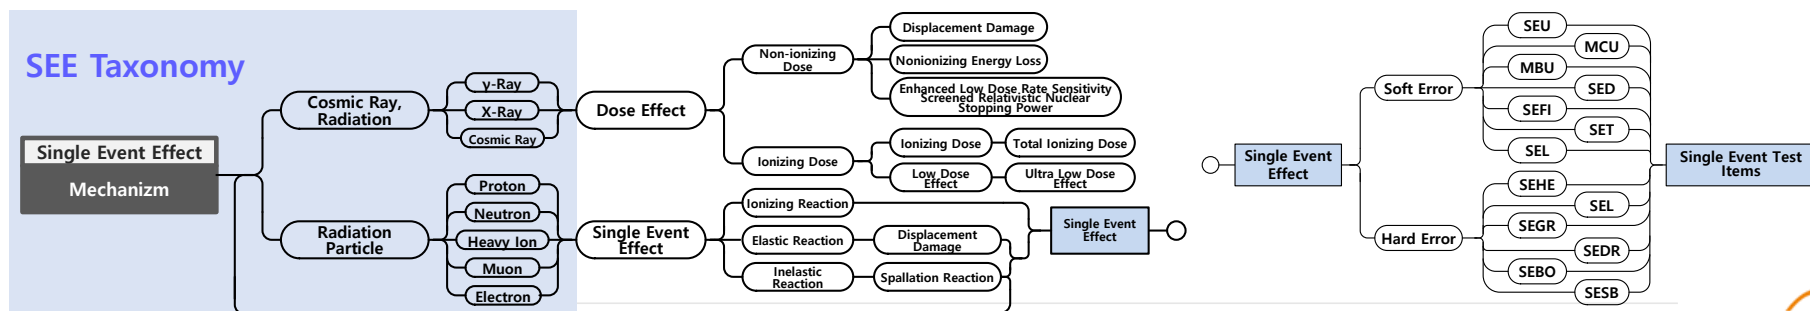 SEE Taxonomy
Single Event Effect
Mechanizm
Cosmic Ray,
Radiation
y-Ray
X-Ray
Cosmic Ray
Radiation
Particle
Proton
Neutron
Heavy Ion
Muon
Electron
Dose Effect
Non-ionizing
Dose
Displacement Damage
Nonionizing Energy Loss
Enhanced Low Dose Rate Sensitivity
Screened Relativistic Nuclear
Stopping Power
Ionizing Dose
Ionizing Dose
Total Ionizing Dose
Low Dose
Effect
Ultra Low Dose
Effect
Single Event
Effect
Ionizing Reaction
Elastic Reaction
Displacement
Damage
Inelastic
Reaction
Spallation Reaction
Single Event
Effect
Single Event
Effect
Soft Error
SEU
MCU
MBU
SED
SEFI
SET
SEL
Hard Error
SEHE
SEL
SEGR
SEDR
SEBO
SESB
Single Event Test
Items